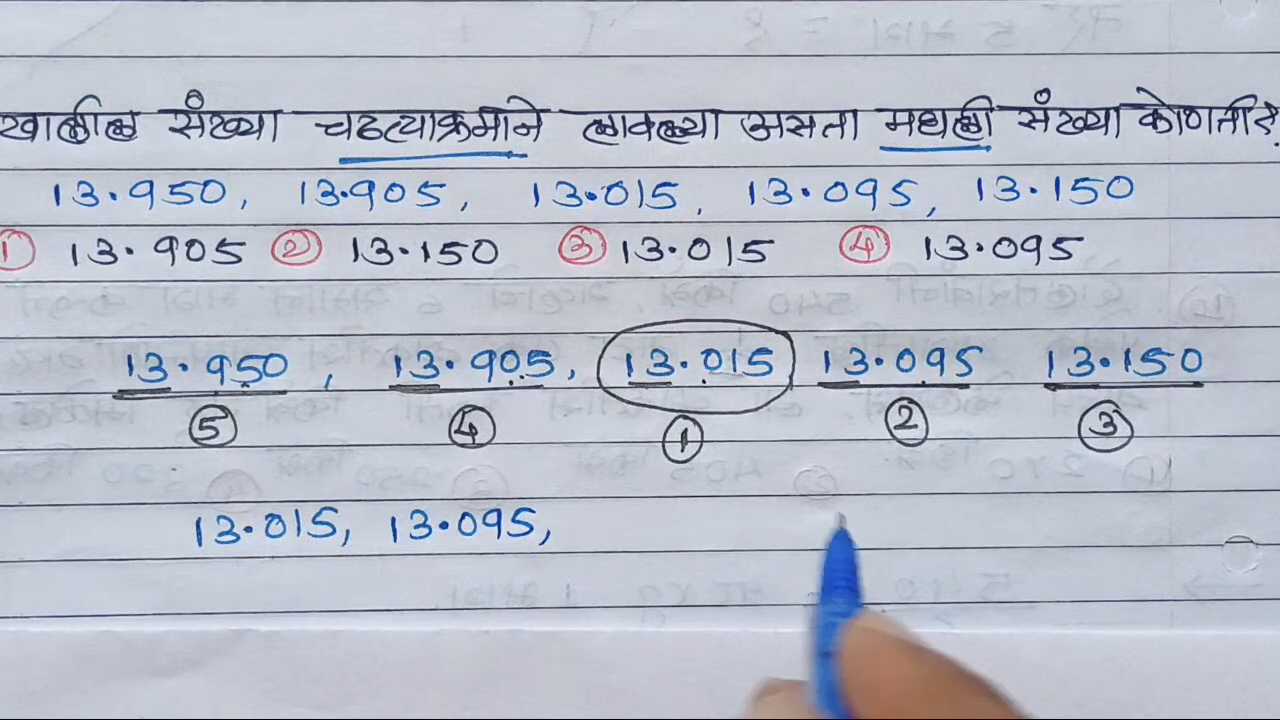 खालील संख्या चढत्याक्रमाने लावल्या असता मधली संख्या कोणती?
13.950, 13.905, 13.015, 13.095, 13.150
① 13.905 ② 13.150 ③ 13.015 ④ 13.095
13.950, 13.905, 13.015 13.095 13.150
⑤ ④ ① ② ③
13.015, 13.095,